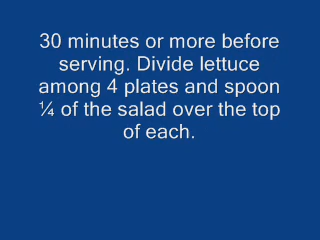 30 minutes or more before
serving. Divide lettuce
among 4 plates and spoon
¼ of the salad over the top
of each.